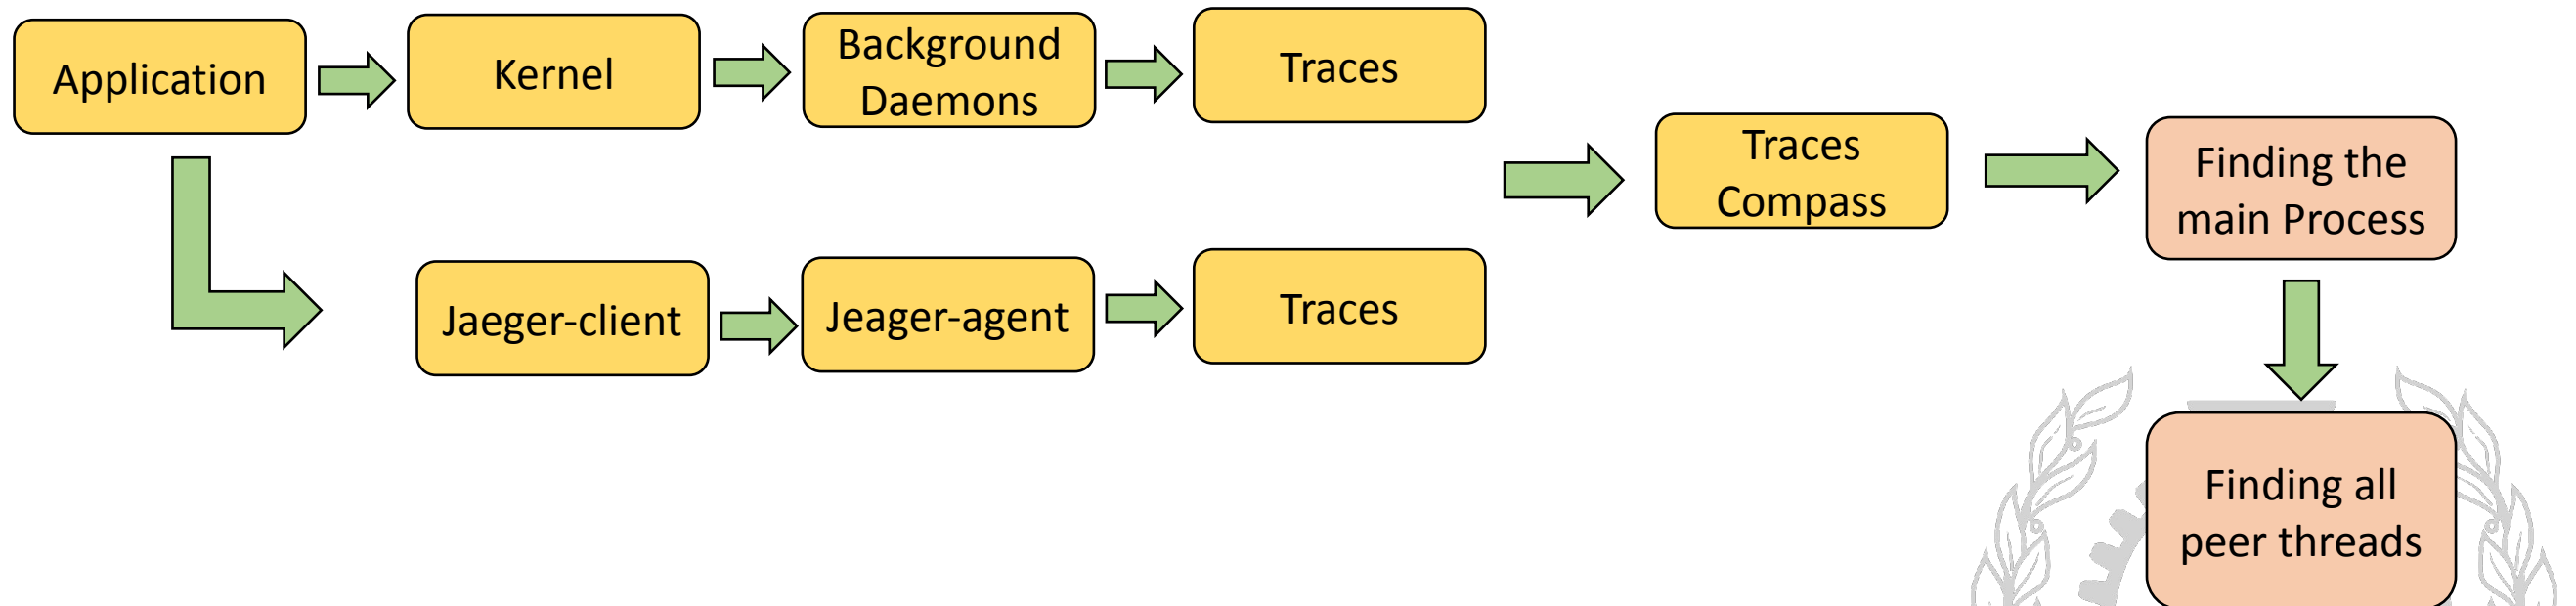 Application
Kernel
Background
Daemons
Traces
Jaeger-client
Jeager-agent
Traces
Traces
Compass
Finding the
main Process
Finding all
peer threads